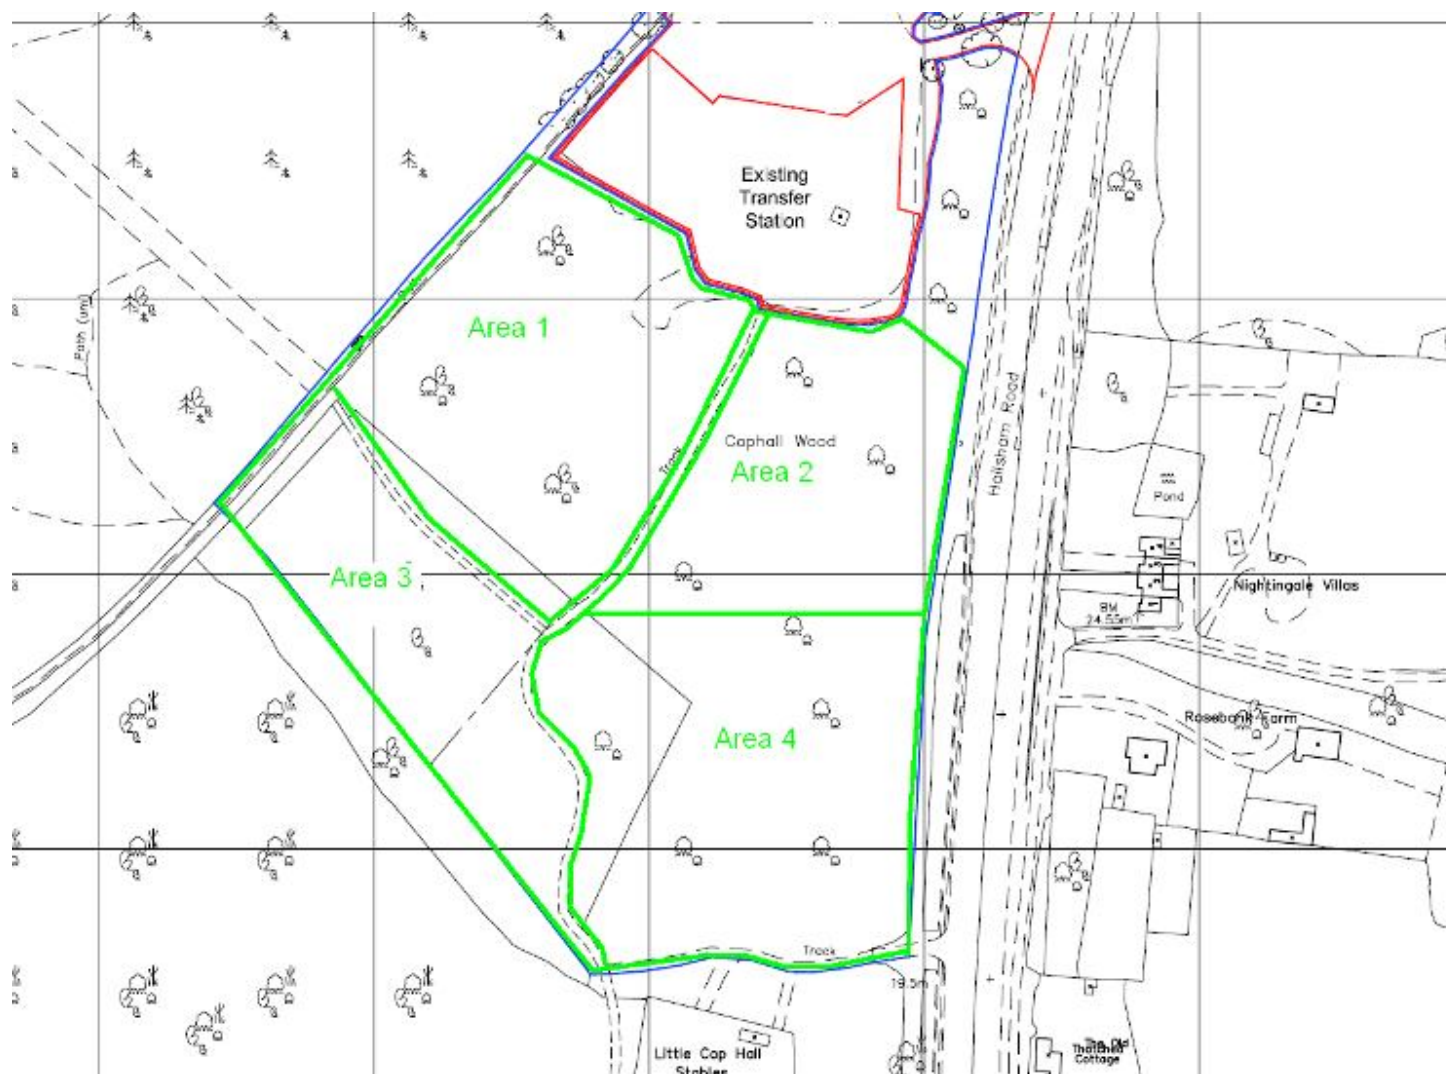 Existing
Transfer
Station
Path (um)
Area 1
Hailsham Road
Track
Cophall Wood
Area 2
Pond
Area 3
Nightingale Villas
BM
24.55m
Rosebank Farm
Area 4
Track
19.5m
Little Cop Hall
Stables
Thatched
Cottage